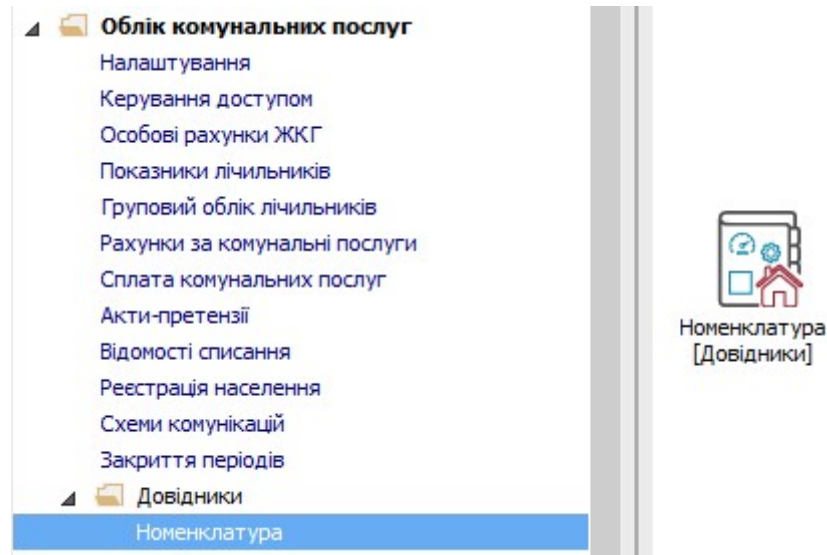 Облік комунальних послуг
Налаштування
Керування доступом
Особові рахунки ЖКГ
Показники лічильників
Груповий облік лічильників
Рахунки за комунальні послуги
Сплата комунальних послуг
Акти-претензії
Відомості списання
Реєстрація населення
Схеми комунікацій
Закриття періодів
Довідники
Номенклатура
Номенклатура
[Довідники]